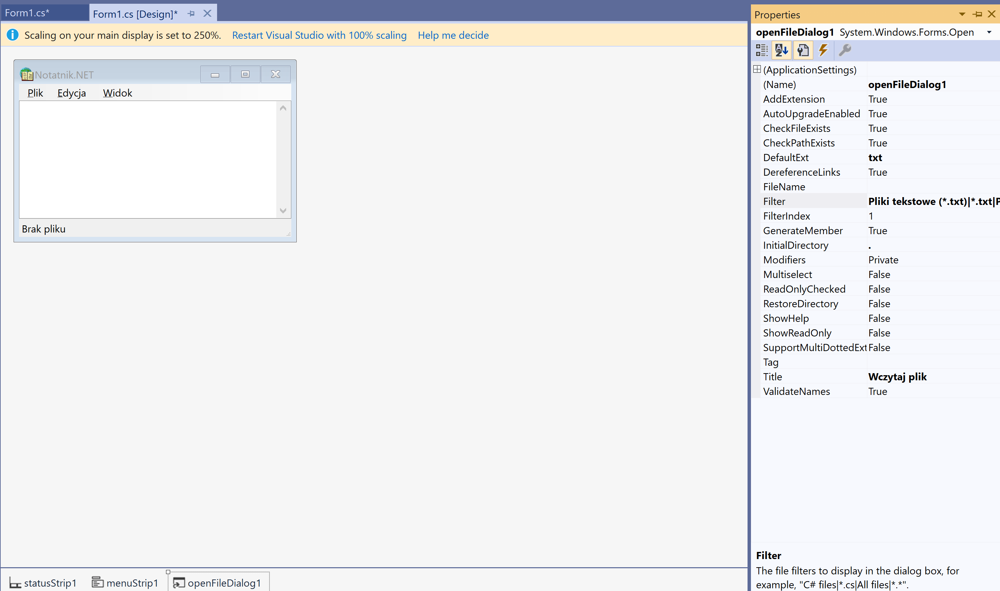 Form1.cs*
Form1.cs [Design]*
Scaling on your main display is set to 250%. Restart Visual Studio with 100% scaling Help me decide
Notatnik.NET
Plik Edycja Widok
Brak pliku
statusStrip1 menuStrip1 openFileDialog1
Properties
openFileDialog1 System.Windows.Forms.Open
(ApplicationSettings)
(Name) openFileDialog1
AddExtension True
AutoUpgradeEnabled True
CheckFileExists True
CheckPathExists True
DefaultExt txt
DereferenceLinks True
FileName
Filter Pliki tekstowe (*.txt)|*.txt|P
FilterIndex 1
GenerateMember True
InitialDirectory .
Modifiers Private
Multiselect False
ReadOnlyChecked False
RestoreDirectory False
ShowHelp False
ShowReadOnly False
SupportMultiDottedExt False
Tag
Title Wczytaj plik
ValidateNames True
Filter
The file filters to display in the dialog box, for
example, "C# files|*.cs|All files|*.*".